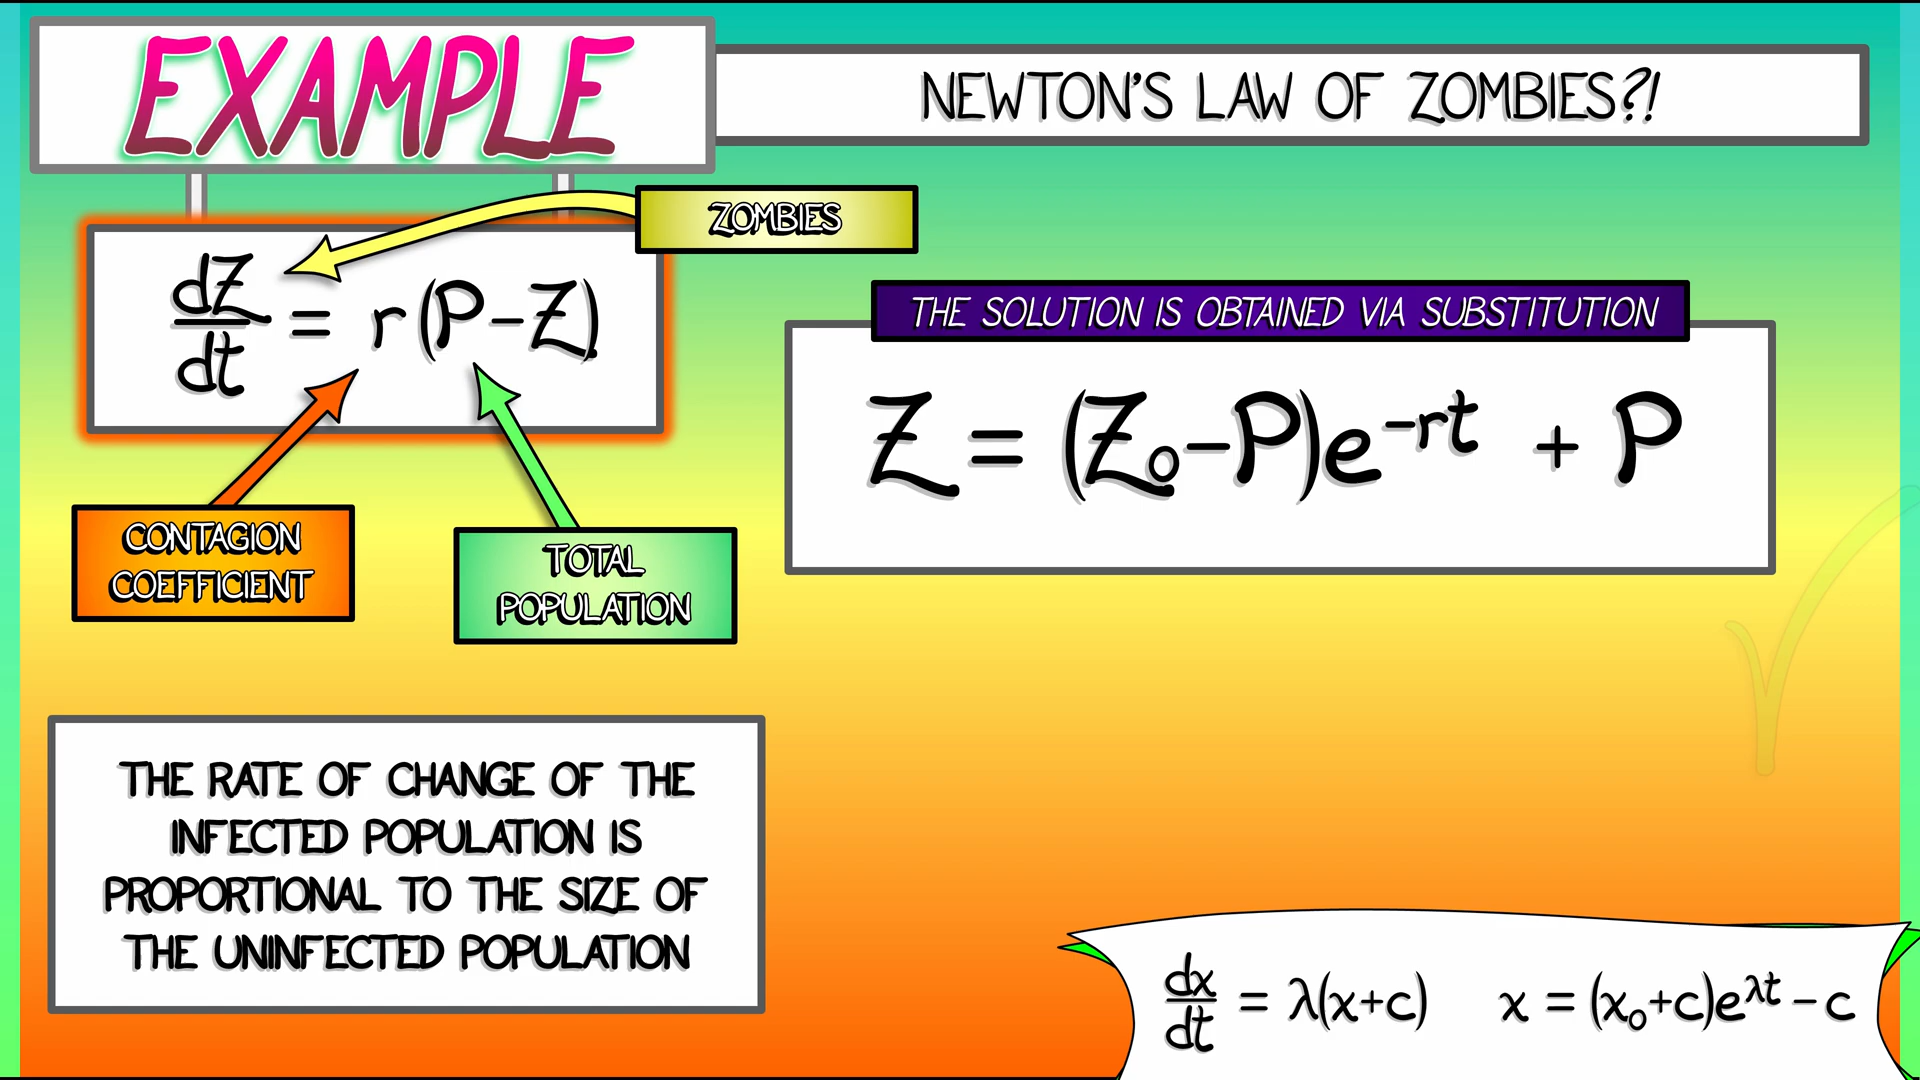 EXAMPLE
NEWTON'S LAW OF ZOMBIES?!
ZOMBIES
dZ/dt = r(P-Z)
CONTAGION
COEFFICIENT
TOTAL
POPULATION
THE SOLUTION IS OBTAINED VIA SUBSTITUTION
Z = (Z₀-P)e^{-rt} + P
THE RATE OF CHANGE OF THE
INFECTED POPULATION IS
PROPORTIONAL TO THE SIZE OF
THE UNINFECTED POPULATION
dx/dt = λ(x+c) x = (x₀+c)e^{λt} - c